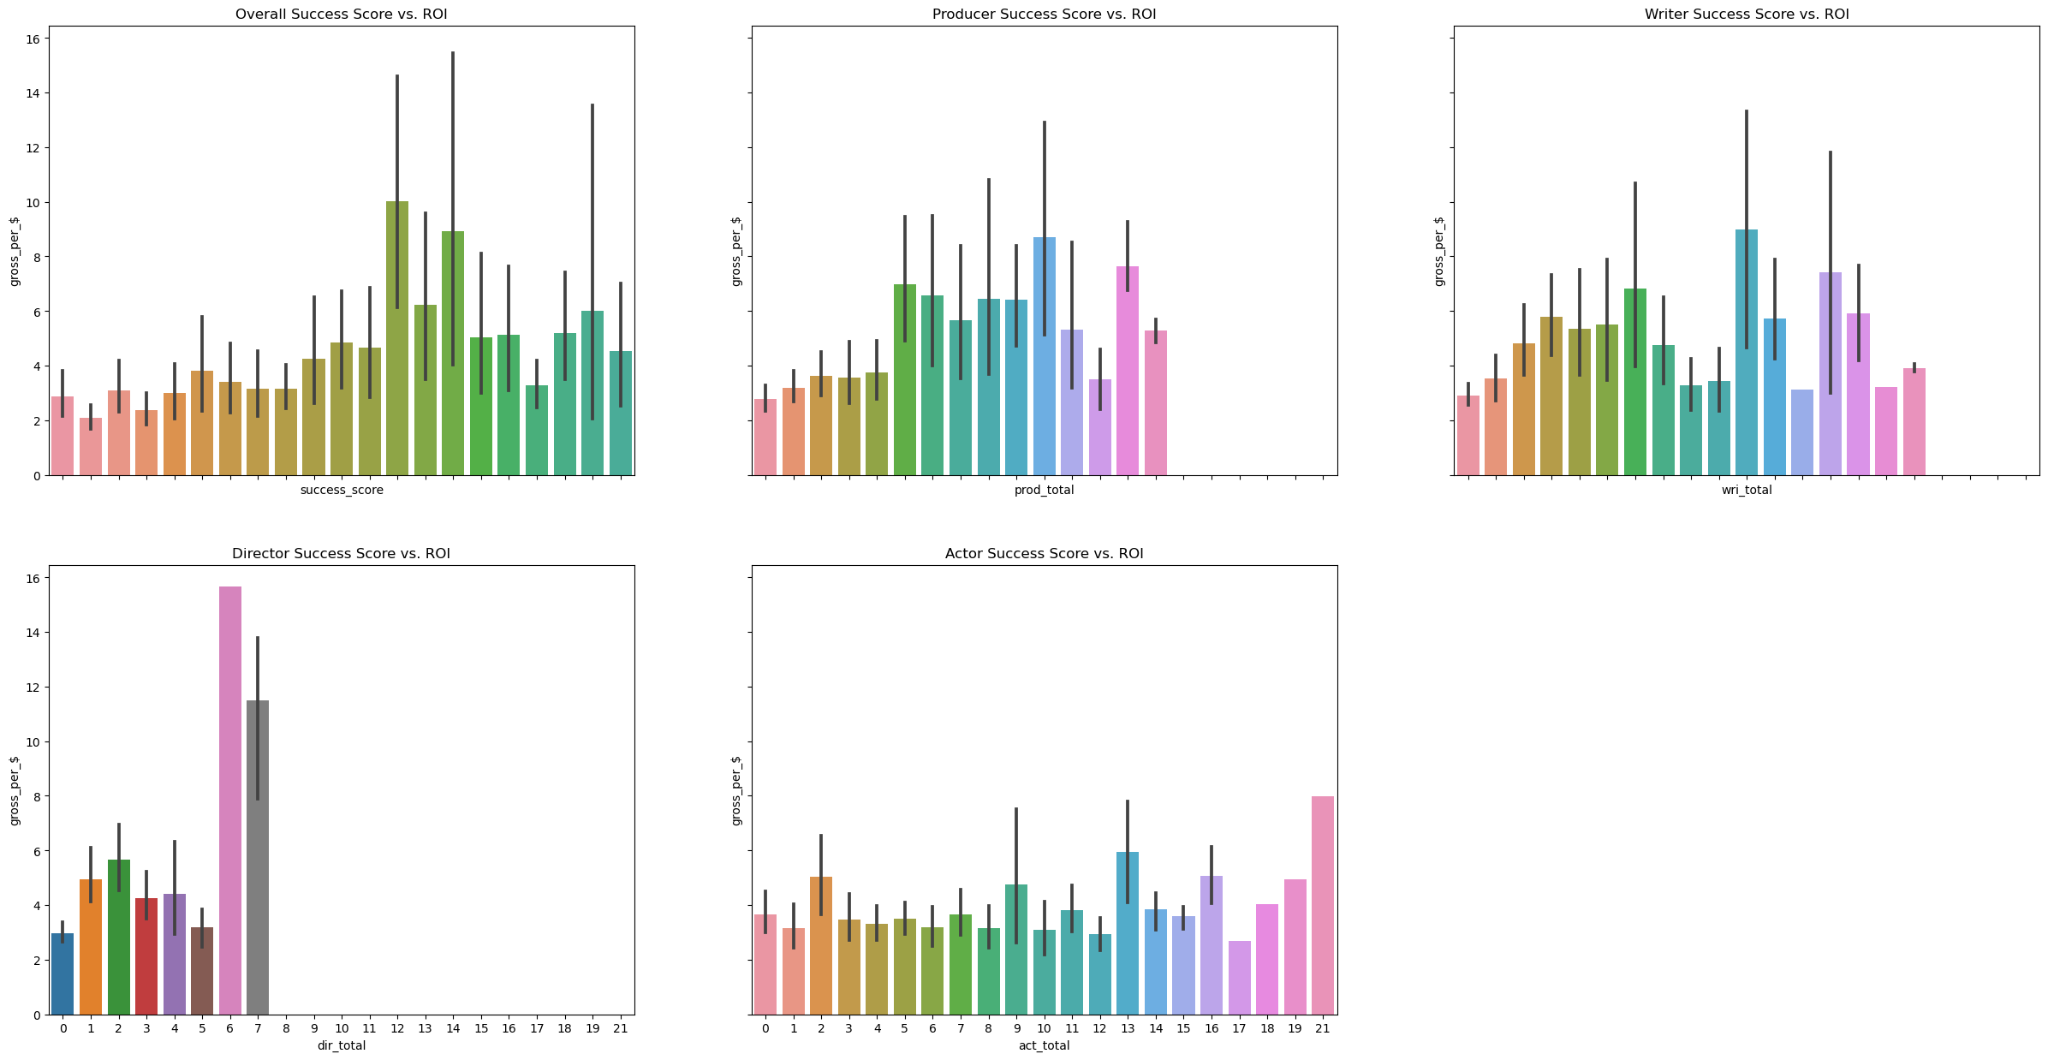 Overall Success Score vs. ROI
16
14
12
10
8
6
4
2
0
gross_per_$
success_score
Producer Success Score vs. ROI
gross_per_$
prod_total
Writer Success Score vs. ROI
gross_per_$
wri_total
Director Success Score vs. ROI
16
14
12
10
8
6
4
2
0
gross_per_$
0 1 2 3 4 5 6 7 8 9 10 11 12 13 14 15 16 17 18 19 21
dir_total
Actor Success Score vs. ROI
gross_per_$
0 1 2 3 4 5 6 7 8 9 10 11 12 13 14 15 16 17 18 19 21
act_total